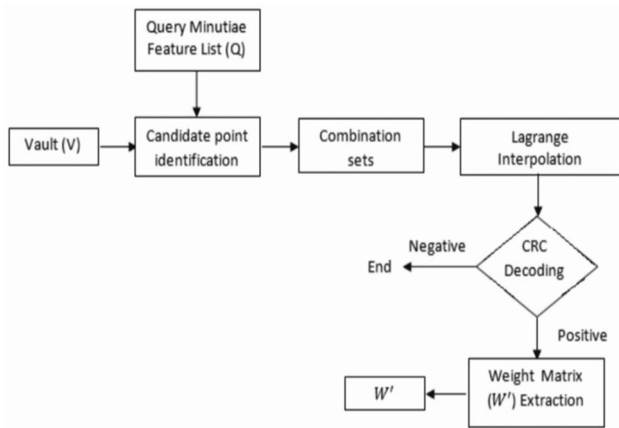 Query Minutiae
Feature List (Q)
Vault (V)
Candidate point
identification
Combination
sets
Lagrange
Interpolation
CRC
Decoding
Negative
End
Positive
Weight Matrix
(W′) Extraction
W′